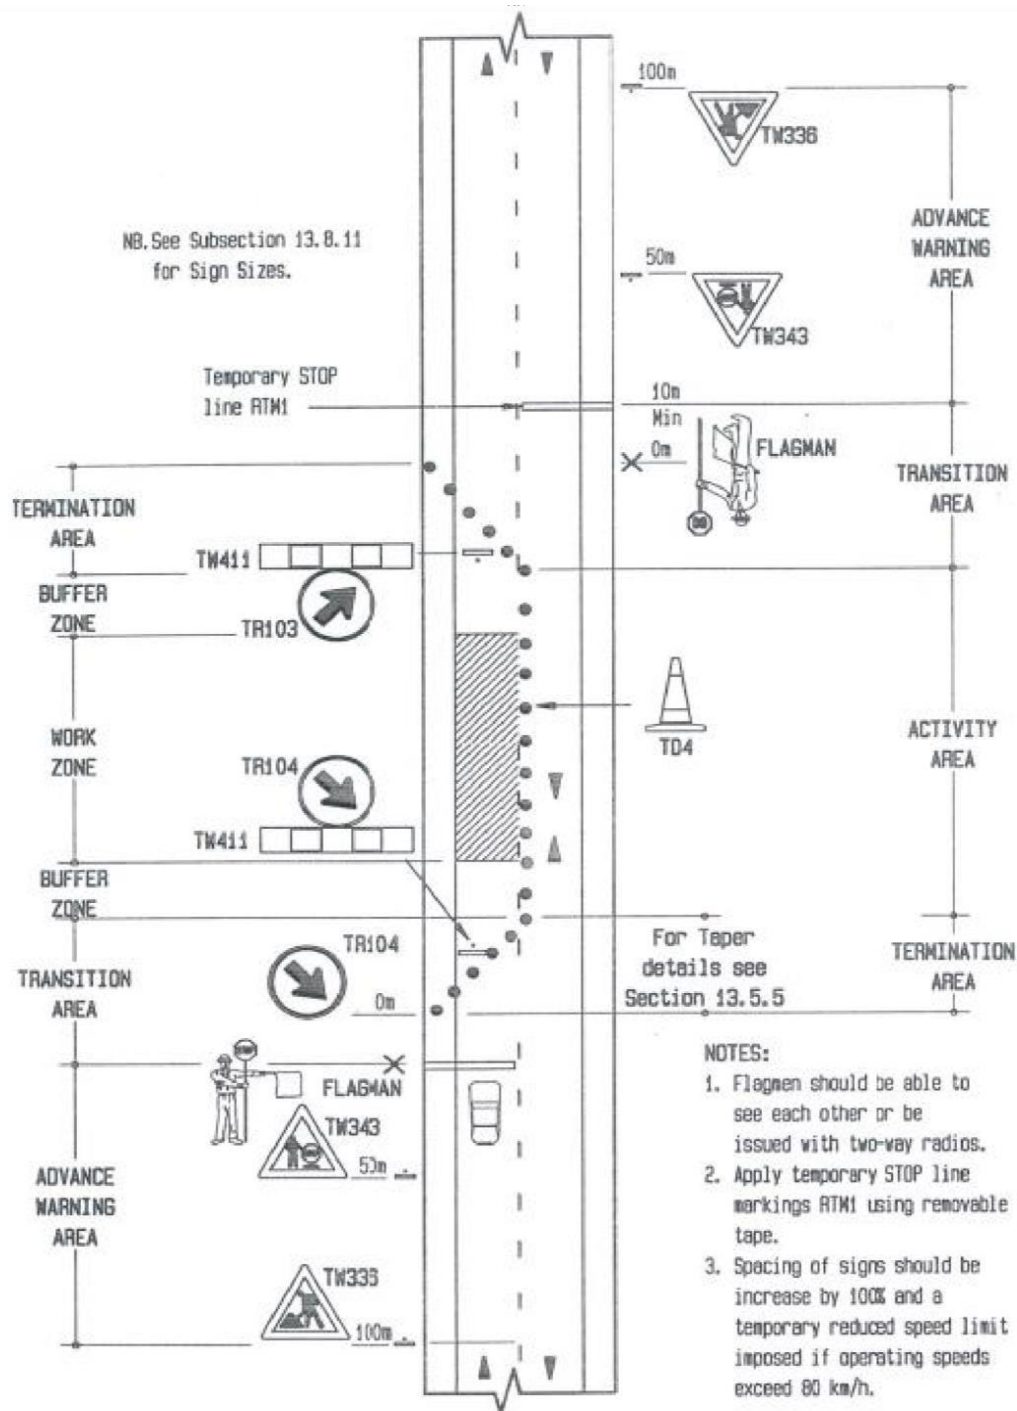 100m
TW336
ADVANCE
WARNING
AREA
NB.See Subsection 13.8.11
for Sign Sizes.
50m
TW343
Temporary STOP
line RTM1
10m
Min
0m
FLAGMAN
TRANSITION
AREA
GO
TERMINATION
AREA
TW411
BUFFER
ZONE
TR103
WORK
ZONE
TD4
ACTIVITY
AREA
TR104
TW411
BUFFER
ZONE
TR104
For Taper
details see
Section 13.5.5
TERMINATION
AREA
TRANSITION
AREA
0m
FLAGMAN
TW343
50m
ADVANCE
WARNING
AREA
TW336
100m
NOTES:
1. Flagmen should be able to
see each other or be
issued with two-way radios.
2. Apply temporary STOP line
markings RTM1 using removable
tape.
3. Spacing of signs should be
increase by 100% and a
temporary reduced speed limit
imposed if operating speeds
exceed 80 km/h.